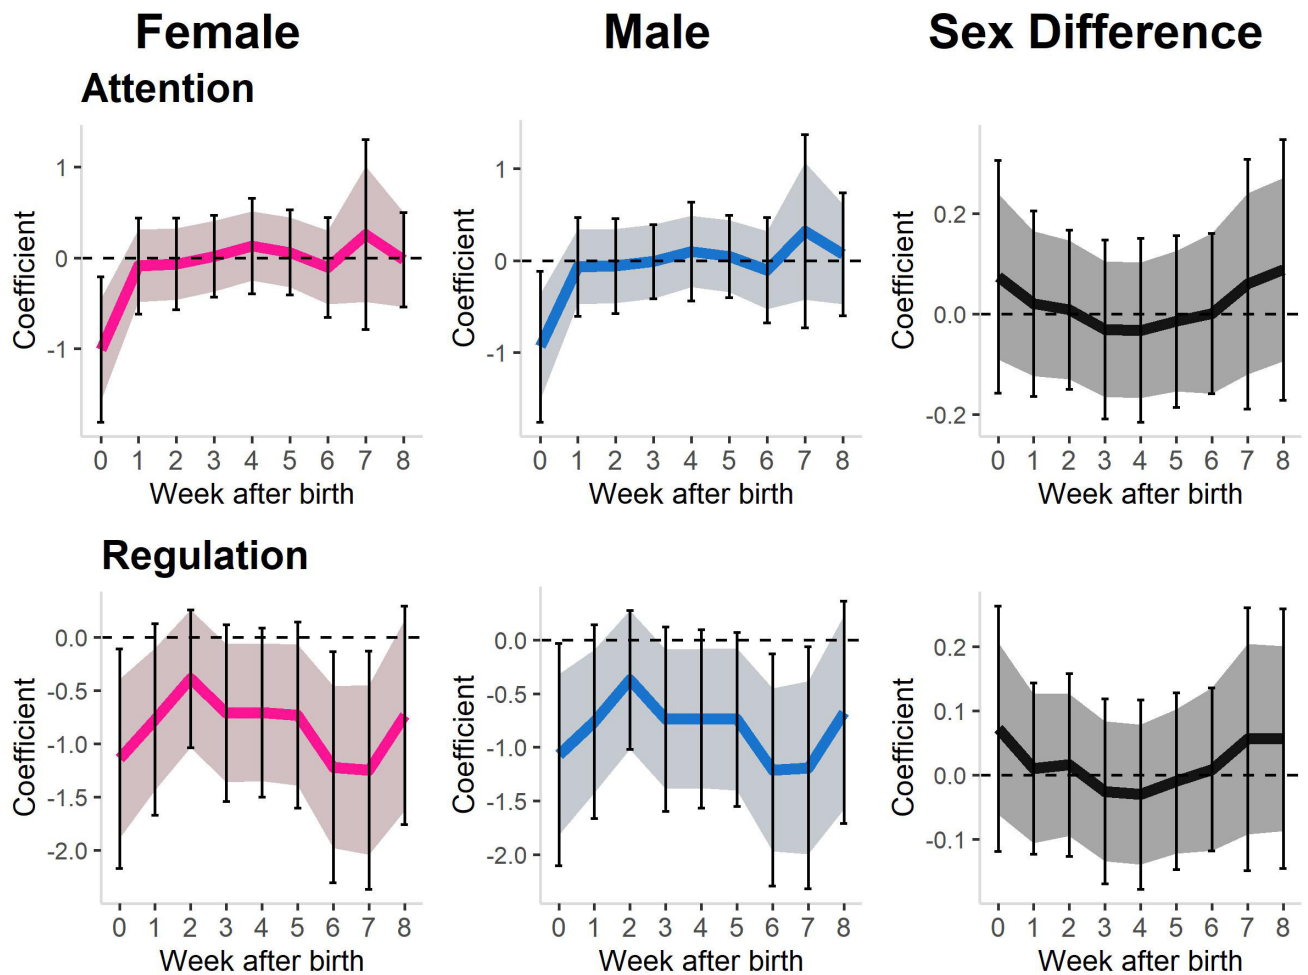 Female Male Sex Difference
Attention
Coefficient
1
0
-1
0 1 2 3 4 5 6 7 8
Week after birth
Coefficient
1
0
-1
0 1 2 3 4 5 6 7 8
Week after birth
Coefficient
0.2
0.0
-0.2
0 1 2 3 4 5 6 7 8
Week after birth
Regulation
Coefficient
0.0
-0.5
-1.0
-1.5
-2.0
0 1 2 3 4 5 6 7 8
Week after birth
Coefficient
0.0
-0.5
-1.0
-1.5
-2.0
0 1 2 3 4 5 6 7 8
Week after birth
Coefficient
0.2
0.1
0.0
-0.1
0 1 2 3 4 5 6 7 8
Week after birth